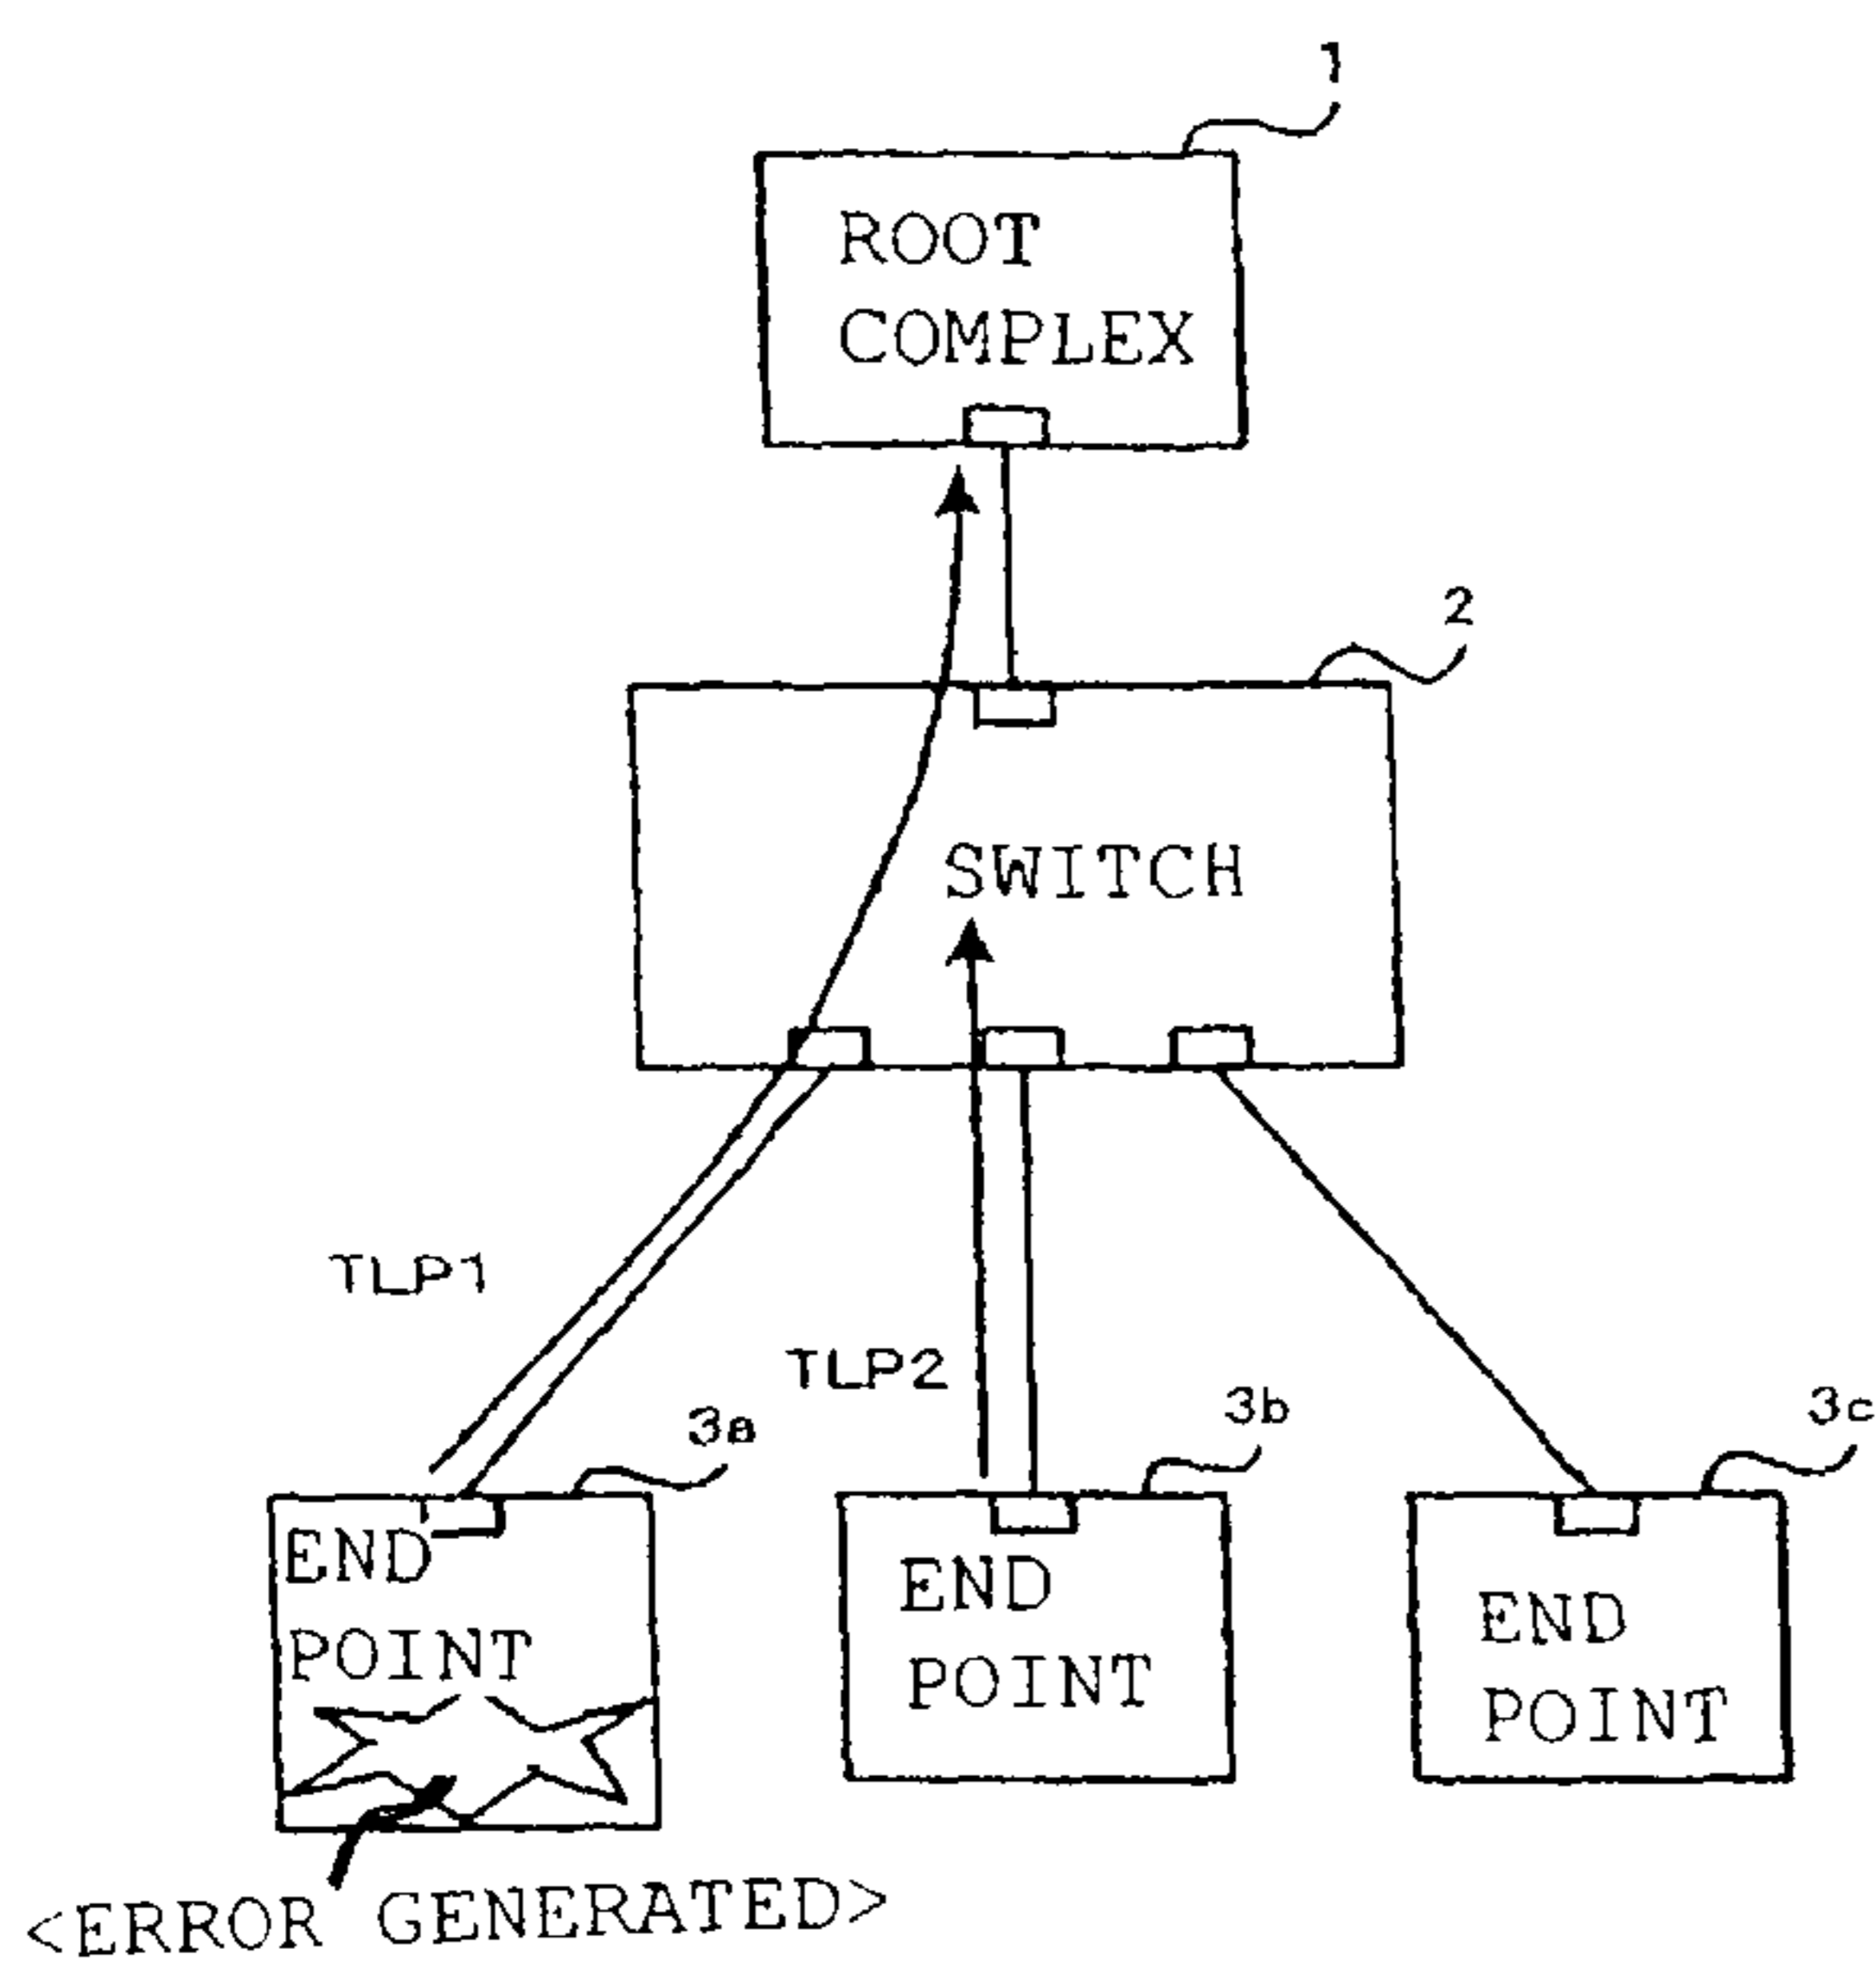 1
ROOT
COMPLEX
2
SWITCH
TLP1
TLP2
3a
3b
3c
END
POINT
END
POINT
END
POINT
<ERROR GENERATED>